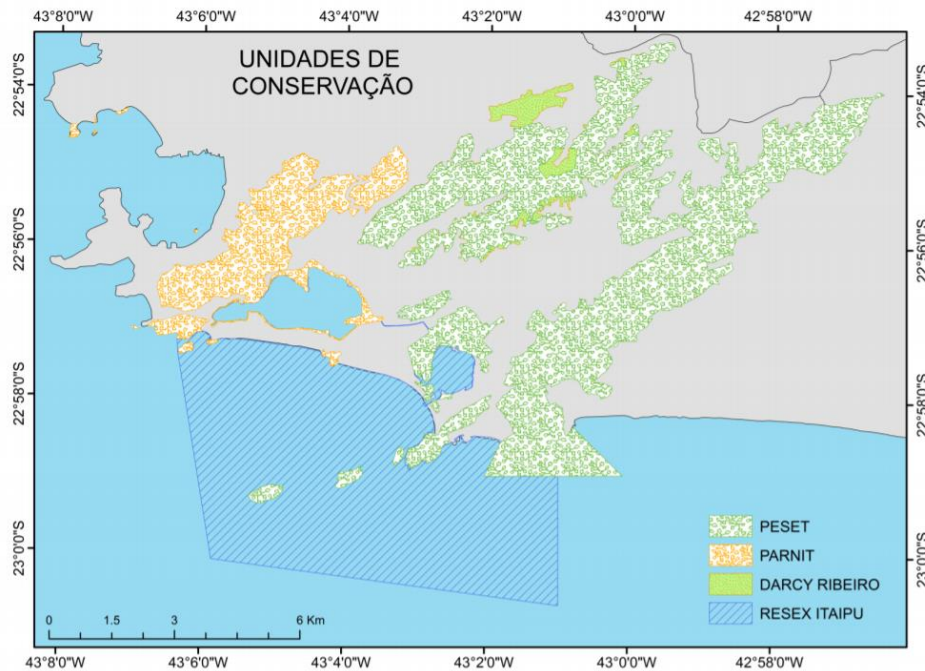 43°8'0"W 43°6'0"W 43°4'0"W 43°2'0"W 43°0'0"W 42°58'0"W
UNIDADES DE
CONSERVAÇÃO
22°54'0"S
22°54'0"S
22°56'0"S
22°56'0"S
22°58'0"S
22°58'0"S
23°0'0"S
23°0'0"S
PESET
PARNIT
DARCY RIBEIRO
RESEX ITAIPU
0 1.5 3 6 Km
43°8'0"W 43°6'0"W 43°4'0"W 43°2'0"W 43°0'0"W 42°58'0"W